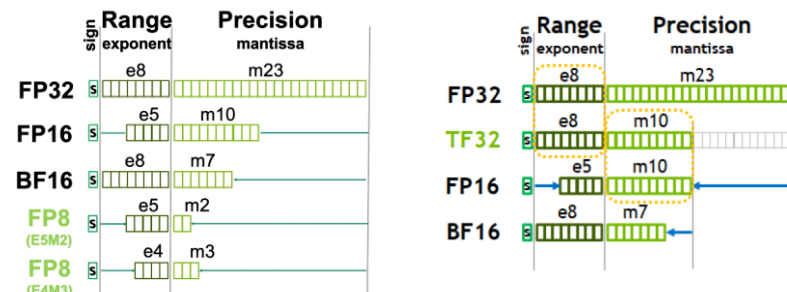 sign
Range
exponent
Precision
mantissa
FP32
s
e8
m23
FP16
s
e5
m10
BF16
s
e8
m7
FP8
(E5M2)
s
e5
m2
FP8
(E4M3)
s
e4
m3
sign
Range
exponent
Precision
mantissa
FP32
s
e8
m23
TF32
s
e8
m10
FP16
s
e5
m10
BF16
s
e8
m7